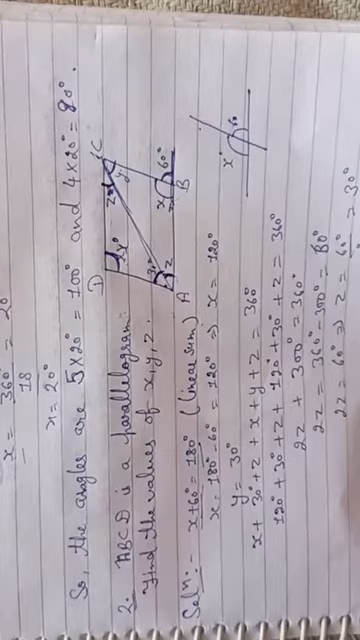 x = 360° / 18 = 20°
x = 20°
So, the angles are 5×20° = 100° and 4×20° = 80°.
2. ABCD is a parallelogram.
Find the values of x, y, z.
D
C
A
B
y
x
60°
z
Solⁿ: - x+60° = 180° (linear sum)
x = 180°-60° = 120° ⇒ x = 120°
y = 30°
x + 30°+z + x+y+z = 360°
120°+30°+z+120°+30°+z = 360°
2z + 300° = 360°
2z = 360°-300° = 60°
2z = 60° ⇒ z = 60° / 2 = 30°
x°
60